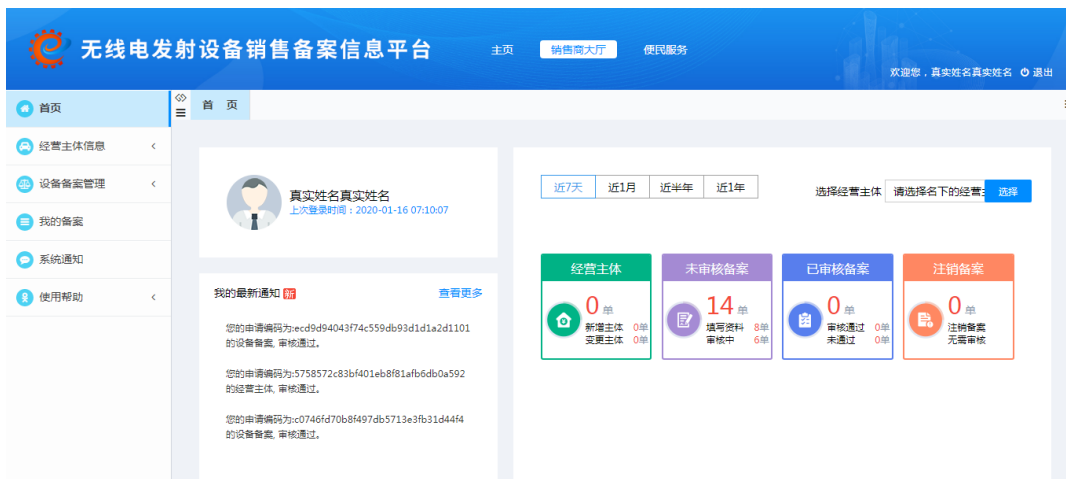 无线电发射设备销售备案信息平台
主页 销售商大厅 便民服务
欢迎您，真实姓名真实姓名 退出
首页
经营主体信息
设备备案管理
我的备案
系统通知
使用帮助
首 页
真实姓名真实姓名
上次登录时间：2020-01-16 07:10:07
我的最新通知 新 查看更多
您的申请编码为:ecd9d94043f74c559db93d1d1a2d1101
的设备备案, 审核通过。
您的申请编码为:5758572c83bf401eb8f81afb6db0a592
的经营主体, 审核通过。
您的申请编码为:c0746fd70b8f497db5713e3fb31d44f4
的设备备案, 审核通过。
近7天 近1月 近半年 近1年
选择经营主体 请选择名下的经营 选择
经营主体
0 单
新增主体 0单
变更主体 0单
未审核备案
14 单
填写资料 8单
审核中 6单
已审核备案
0 单
审核通过 0单
未通过 0单
注销备案
0 单
注销备案
无需审核